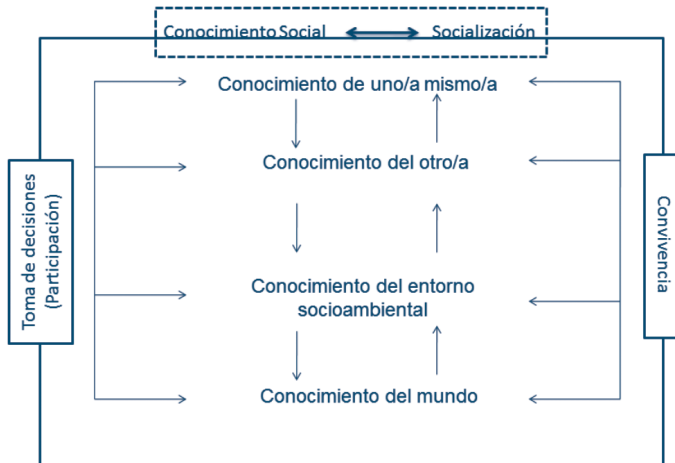 Conocimiento Social
Socialización
Conocimiento de uno/a mismo/a
Conocimiento del otro/a
Conocimiento del entorno
socioambiental
Conocimiento del mundo
Toma de decisiones
(Participación)
Convivencia